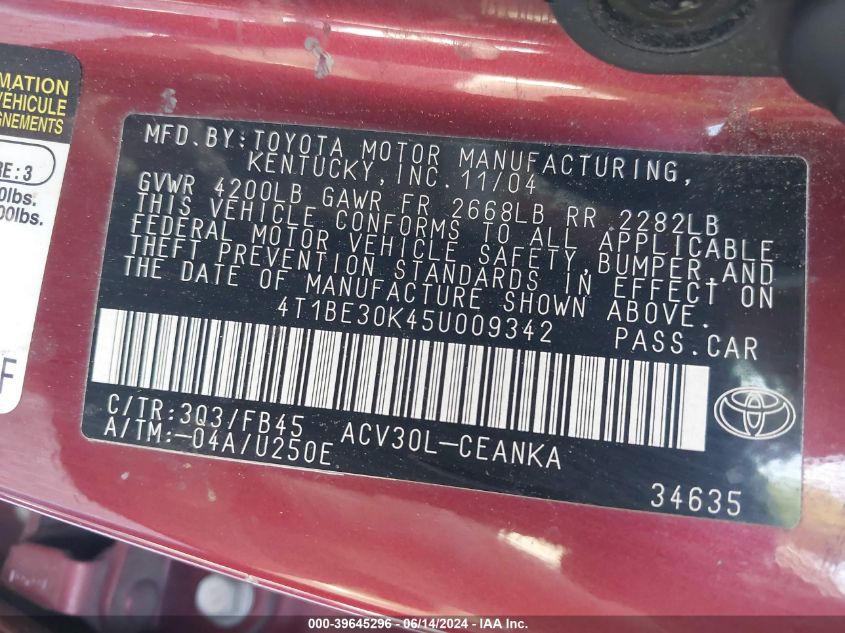 MATION
VEHICULE
GNEMENTS
RE:3
0lbs.
00lbs.
F
MFD.BY:TOYOTA MOTOR MANUFACTURING,
KENTUCKY,INC.11/04
GVWR 4200LB GAWR FR 2668LB RR 2282LB
THIS VEHICLE CONFORMS TO ALL APPLICABLE
FEDERAL MOTOR VEHICLE SAFETY,BUMPER,AND
THEFT PREVENTION STANDARDS IN EFFECT ON
THE DATE OF MANUFACTURE SHOWN ABOVE.
4T1BE30K45U009342 PASS.CAR
C/TR:3Q3/FB45 ACV30L-CEANKA
A/TM:-04A/U250E
34635
000-39645296 - 06/14/2024 - IAA Inc.